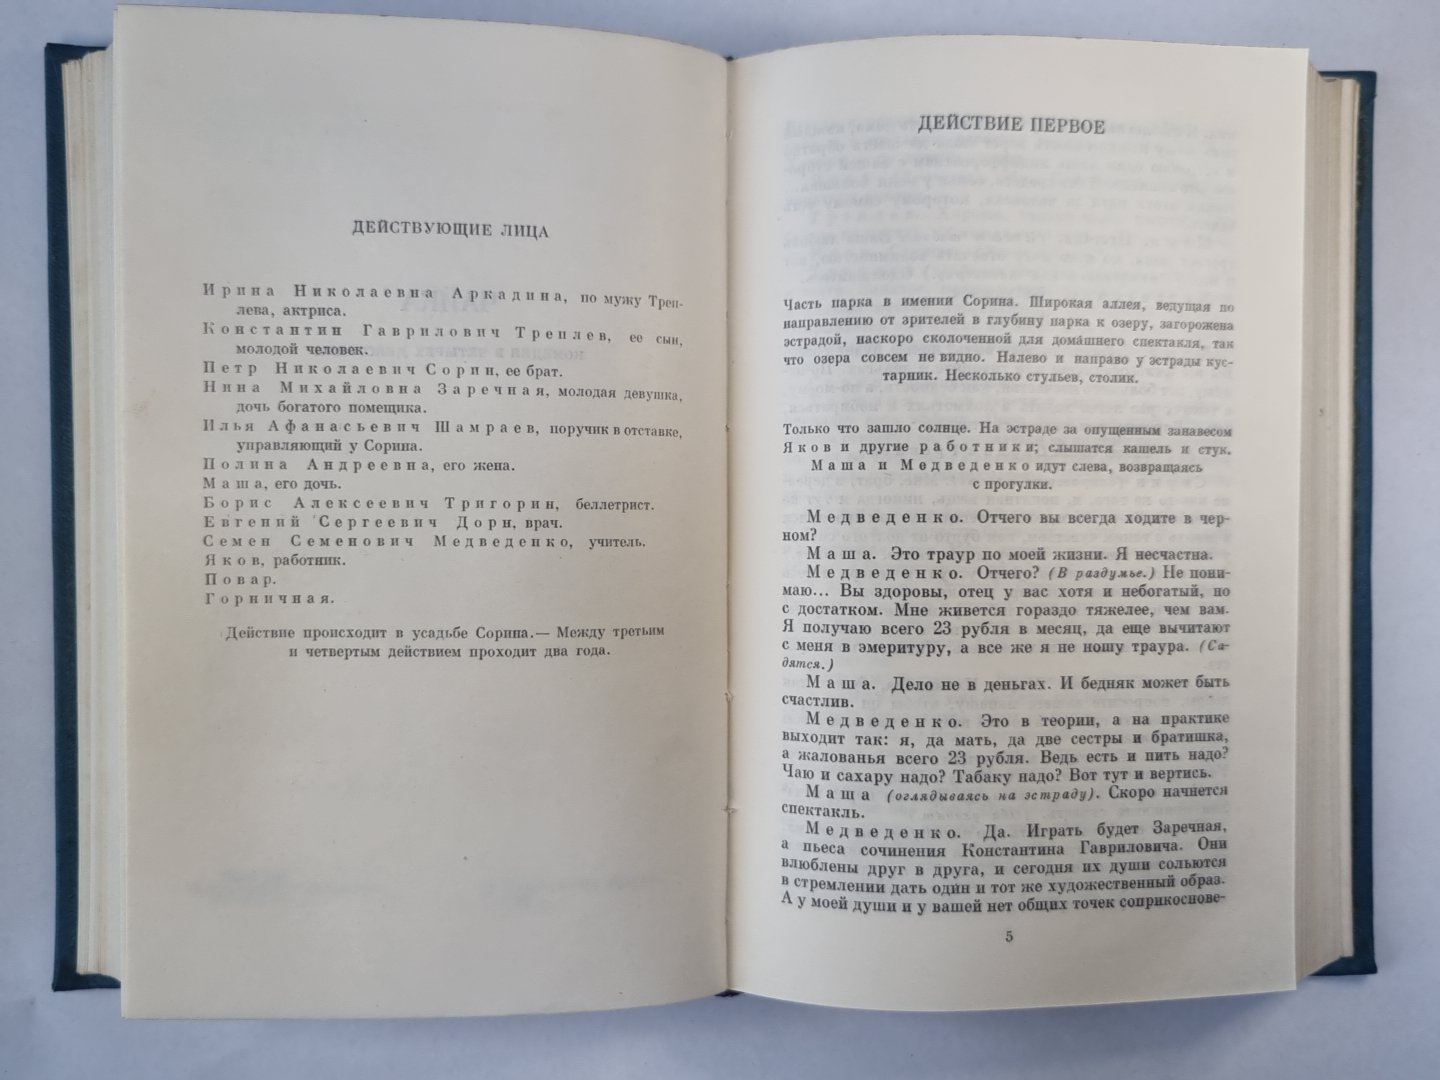 ДЕЙСТВУЮЩИЕ ЛИЦА
Ирина Николаевна Аркадина, по мужу Треп-
лева, актриса.
Константин Гаврилович Треплев, ее сын,
молодой человек.
Петр Николаевич Сорин, ее брат.
Нина Михайловна Заречная, молодая девушка,
дочь богатого помещика.
Илья Афанасьевич Шамраев, поручик в отставке,
управляющий у Сорина.
Полина Андреевна, его жена.
Маша, его дочь.
Борис Алексеевич Тригорин, беллетрист.
Евгений Сергеевич Дорн, врач.
Семен Семенович Медведенко, учитель.
Яков, работник.
Повар.
Горничная.
Действие происходит в усадьбе Сорина.— Между третьим
и четвертым действием проходит два года.
ДЕЙСТВИЕ ПЕРВОЕ
Часть парка в имении Сорина. Широкая аллея, ведущая по
направлению от зрителей в глубину парка к озеру, загорожена
эстрадой, наскоро сколоченной для дома́шнего спектакля, так
что озера совсем не видно. Налево и направо у эстрады кус-
тарник. Несколько стульев, столик.
Только что зашло солнце. На эстраде за опущенным занавесом
Яков и другие работники; слышатся кашель и стук.
Маша и Медведенко идут слева, возвращаясь
с прогулки.
Медведенко. Отчего вы всегда ходите в чер-
ном?
Маша. Это траур по моей жизни. Я несчастна.
Медведенко. Отчего? (В раздумье.) Не пони-
маю... Вы здоровы, отец у вас хотя и небогатый, но
с достатком. Мне живется гораздо тяжелее, чем вам.
Я получаю всего 23 рубля в месяц, да еще вычитают
с меня в эмеритуру, а все же я не ношу траура. (Са-
дятся.)
Маша. Дело не в деньгах. И бедняк может быть
счастлив.
Медведенко. Это в теории, а на практике
выходит так: я, да мать, да две сестры и братишка,
а жалованья всего 23 рубля. Ведь есть и пить надо?
Чаю и сахару надо? Табаку надо? Вот тут и вертись.
Маша (оглядываясь на эстраду). Скоро начнется
спектакль.
Медведенко. Да. Играть будет Заречная,
а пьеса сочинения Константина Гавриловича. Они
влюблены друг в друга, и сегодня их души сольются
в стремлении дать один и тот же художественный образ.
А у моей души и у вашей нет общих точек соприкоснове-
5